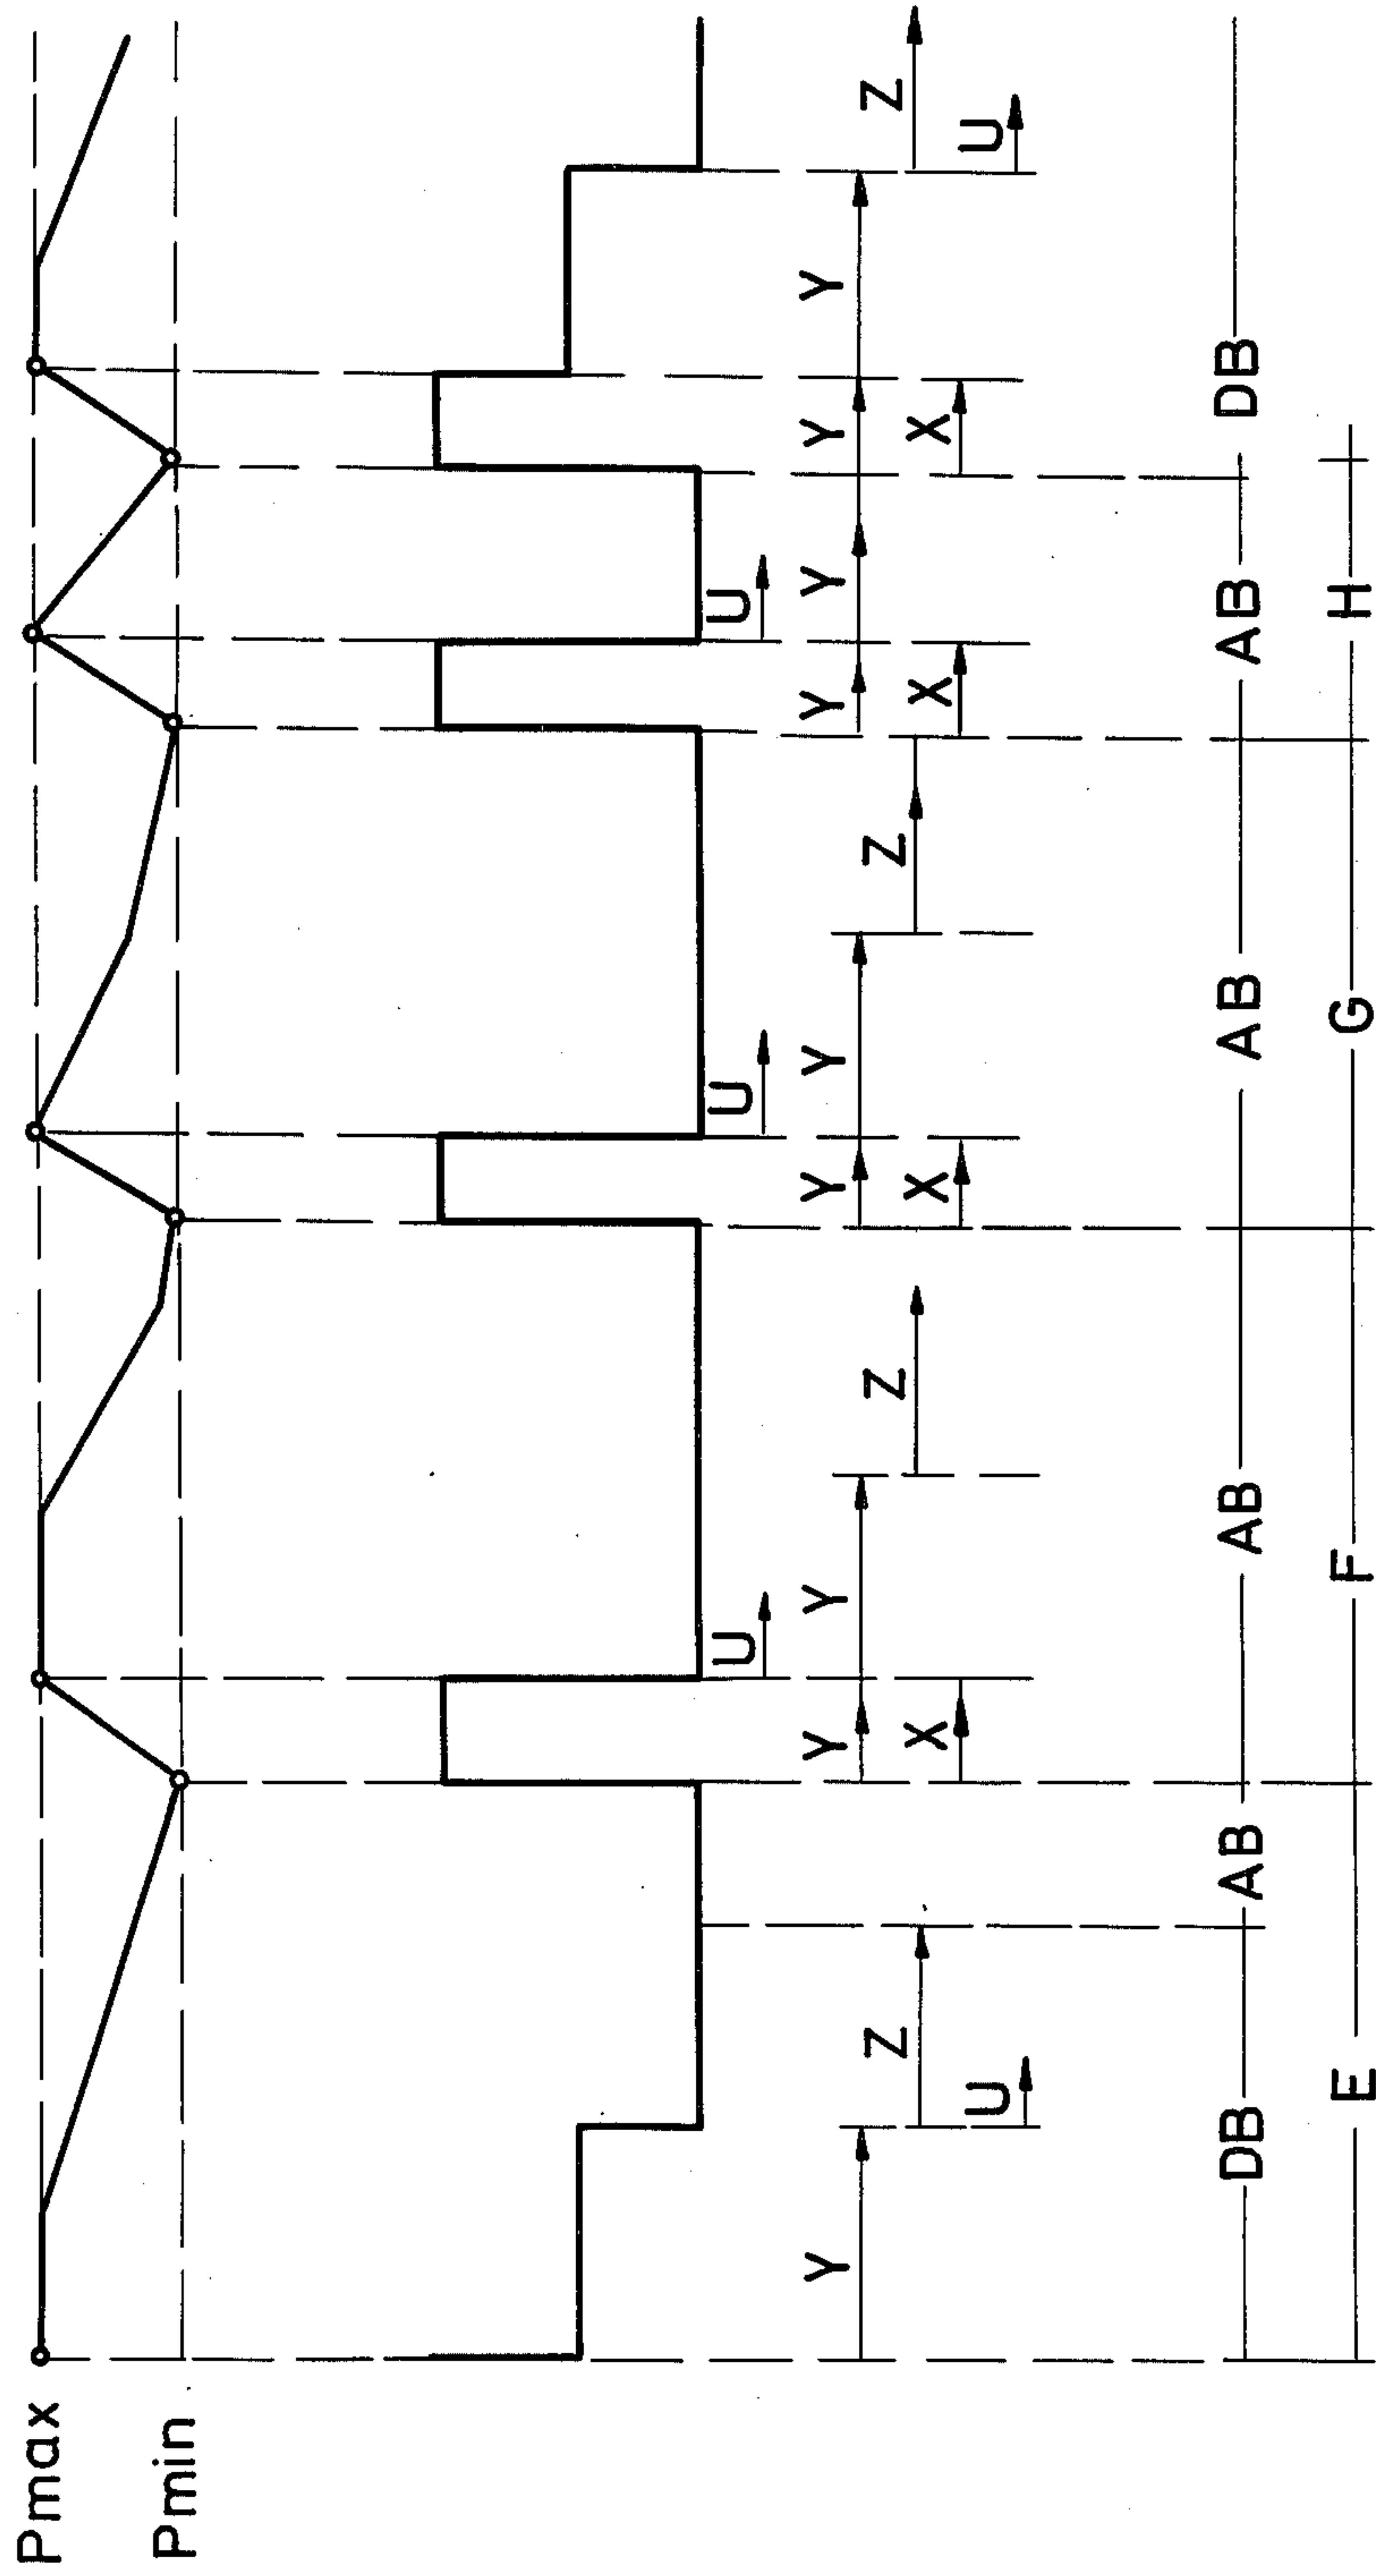 Pmax
Pmin
U U U
Y Y Y Y Y Y Y Y Y
Z Z Z Z
X X X X
U U
DB AB AB AB AB DB
E F G H